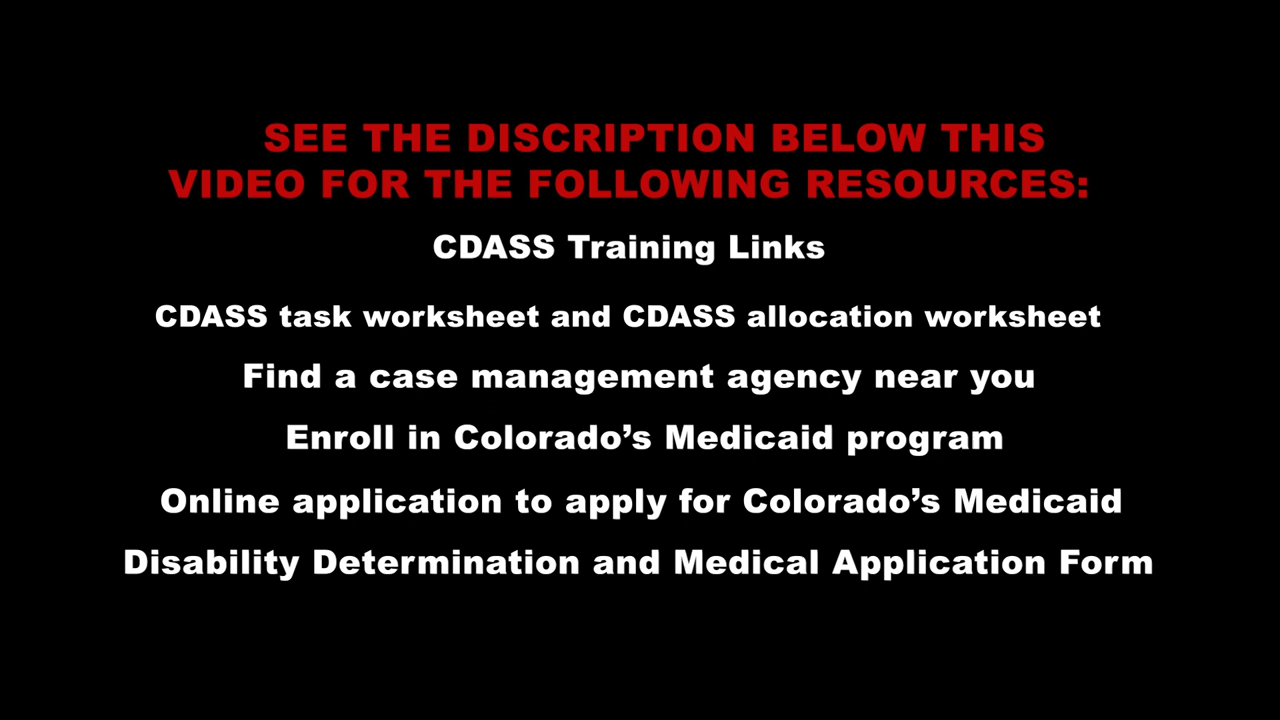 SEE THE DISCRIPTION BELOW THIS
VIDEO FOR THE FOLLOWING RESOURCES:
CDASS Training Links
CDASS task worksheet and CDASS allocation worksheet
Find a case management agency near you
Enroll in Colorado’s Medicaid program
Online application to apply for Colorado’s Medicaid
Disability Determination and Medical Application Form